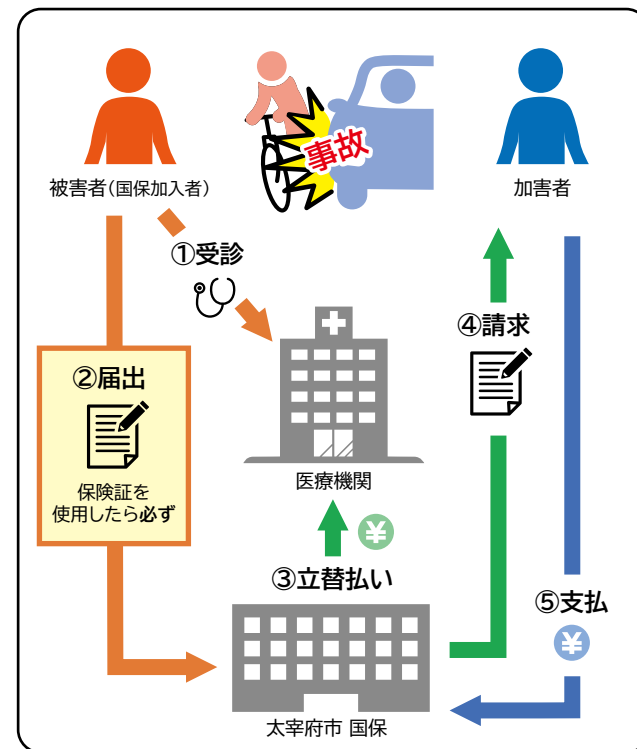 事故
被害者(国保加入者)
加害者
①受診
②届出
保険証を
使用したら必ず
④請求
医療機関
¥
③立替払い
⑤支払
¥
太宰府市 国保